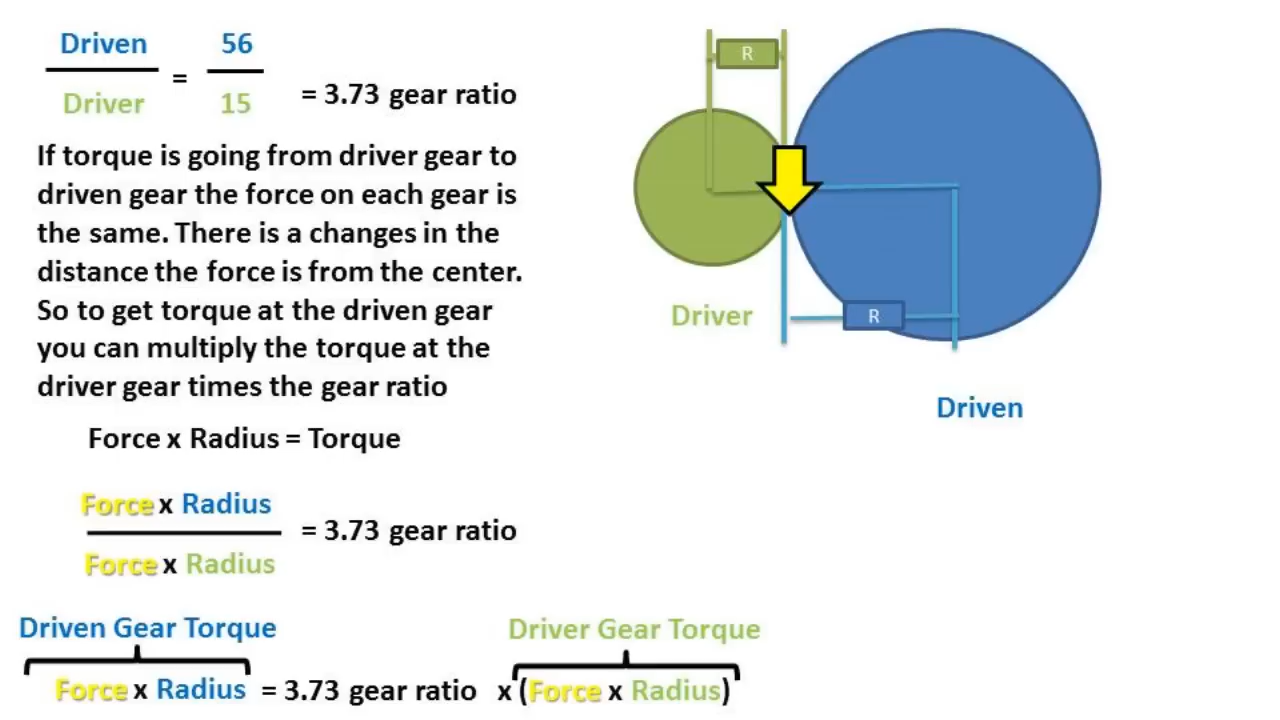 Driven
56
=
Driver
15
= 3.73 gear ratio
If torque is going from driver gear to
driven gear the force on each gear is
the same. There is a changes in the
distance the force is from the center.
So to get torque at the driven gear
you can multiply the torque at the
driver gear times the gear ratio
Force x Radius = Torque
Force x Radius
= 3.73 gear ratio
Force x Radius
Driven Gear Torque
Driver Gear Torque
Force x Radius = 3.73 gear ratio x (Force x Radius)
R
Driver
R
Driven